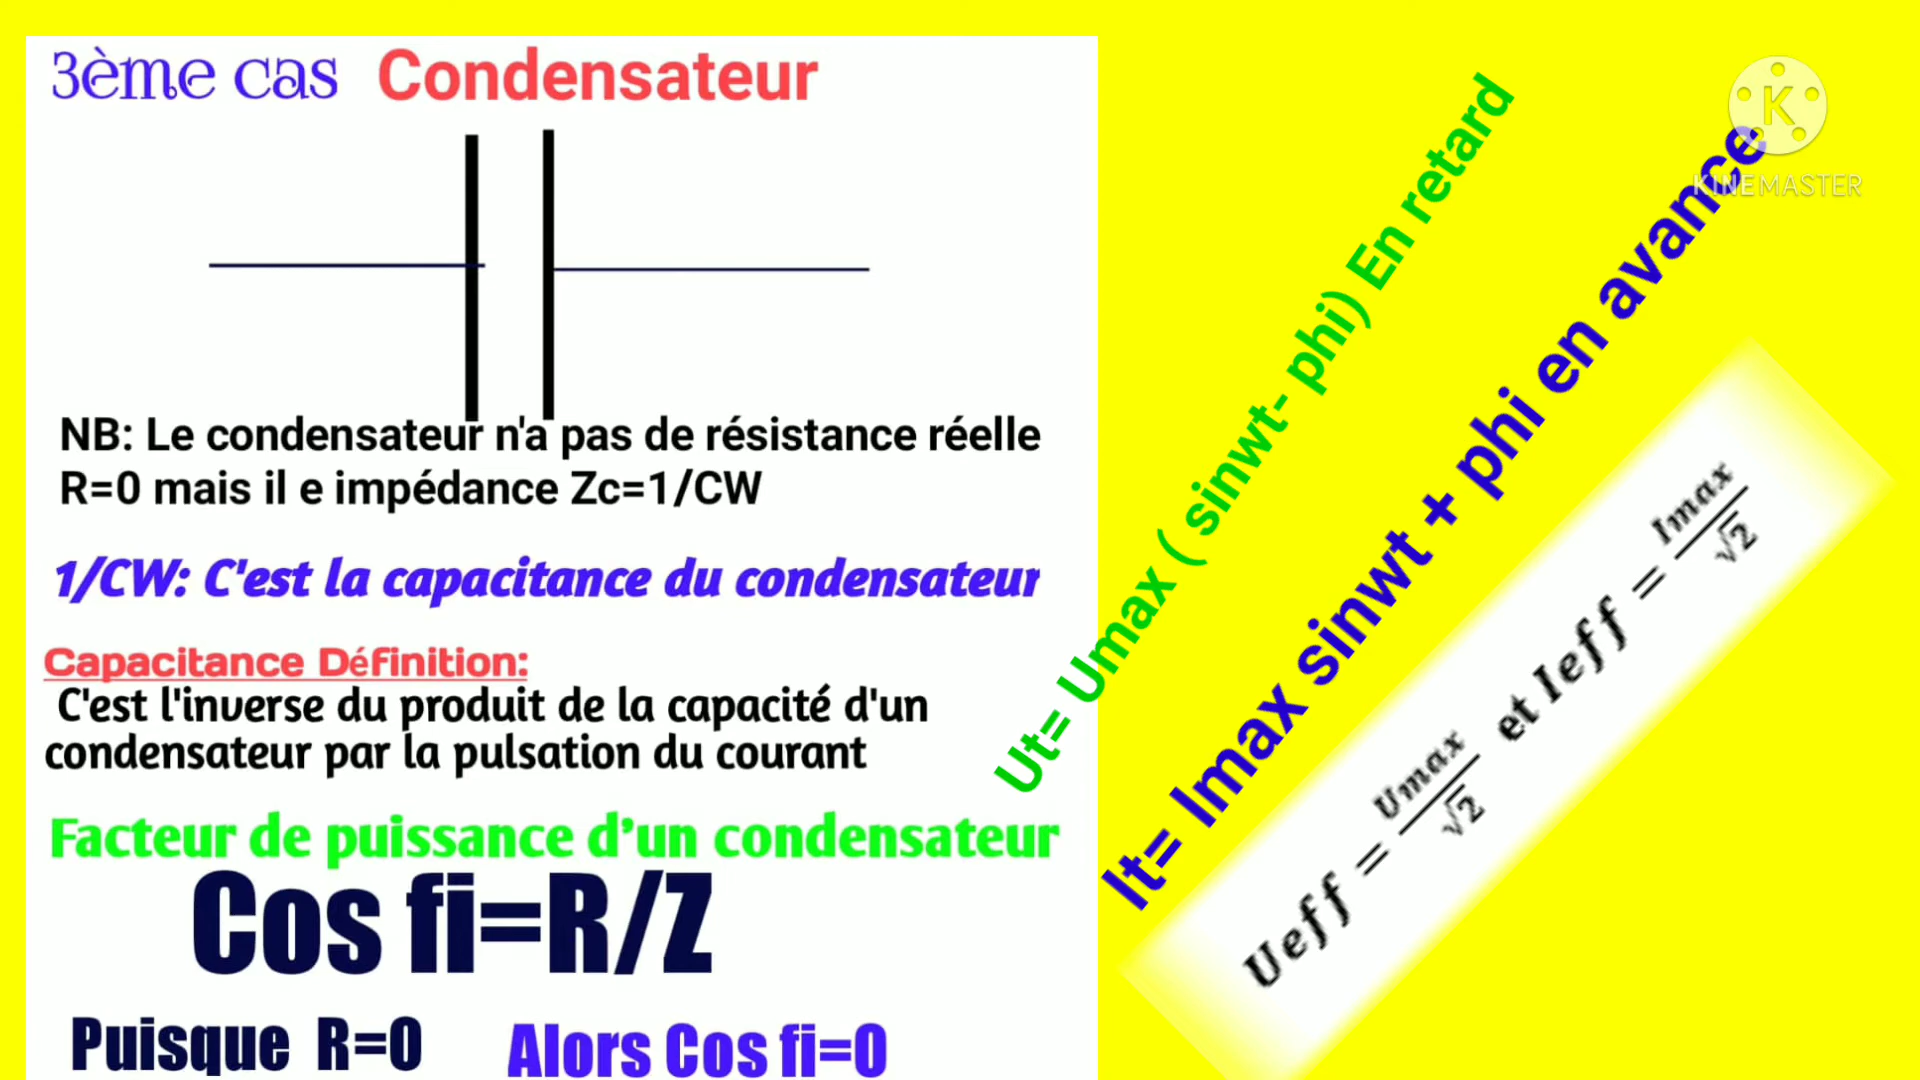 3ème cas Condensateur
NB: Le condensateur n'a pas de résistance réelle
R=0 mais il e impédance Zc=1/CW
1/CW: C'est la capacitance du condensateur
Capacitance Définition:
C'est l'inverse du produit de la capacité d'un
condensateur par la pulsation du courant
Facteur de puissance d'un condensateur
Cos fi=R/Z
Puisque R=0 Alors Cos fi=0
Ut= Umax ( sinwt- phi) En retard
It= Imax sinwt + phi en avance
Ueff = Umax/√2 et Ieff = Imax/√2
K
KINEMASTER